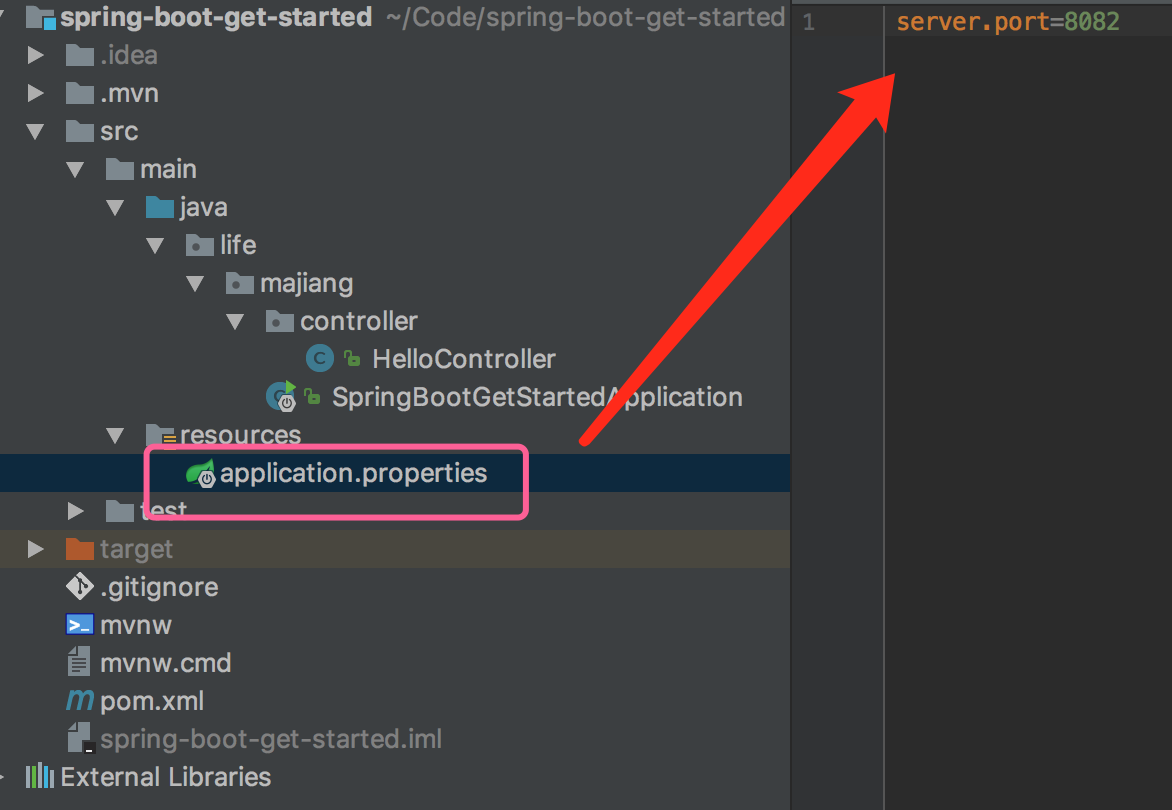 spring-boot-get-started ~/Code/spring-boot-get-started
.idea
.mvn
src
main
java
life
majiang
controller
C HelloController
C SpringBootGetStartedApplication
resources
application.properties
test
target
.gitignore
>_ mvnw
mvnw.cmd
m pom.xml
spring-boot-get-started.iml
External Libraries
1 server.port=8082